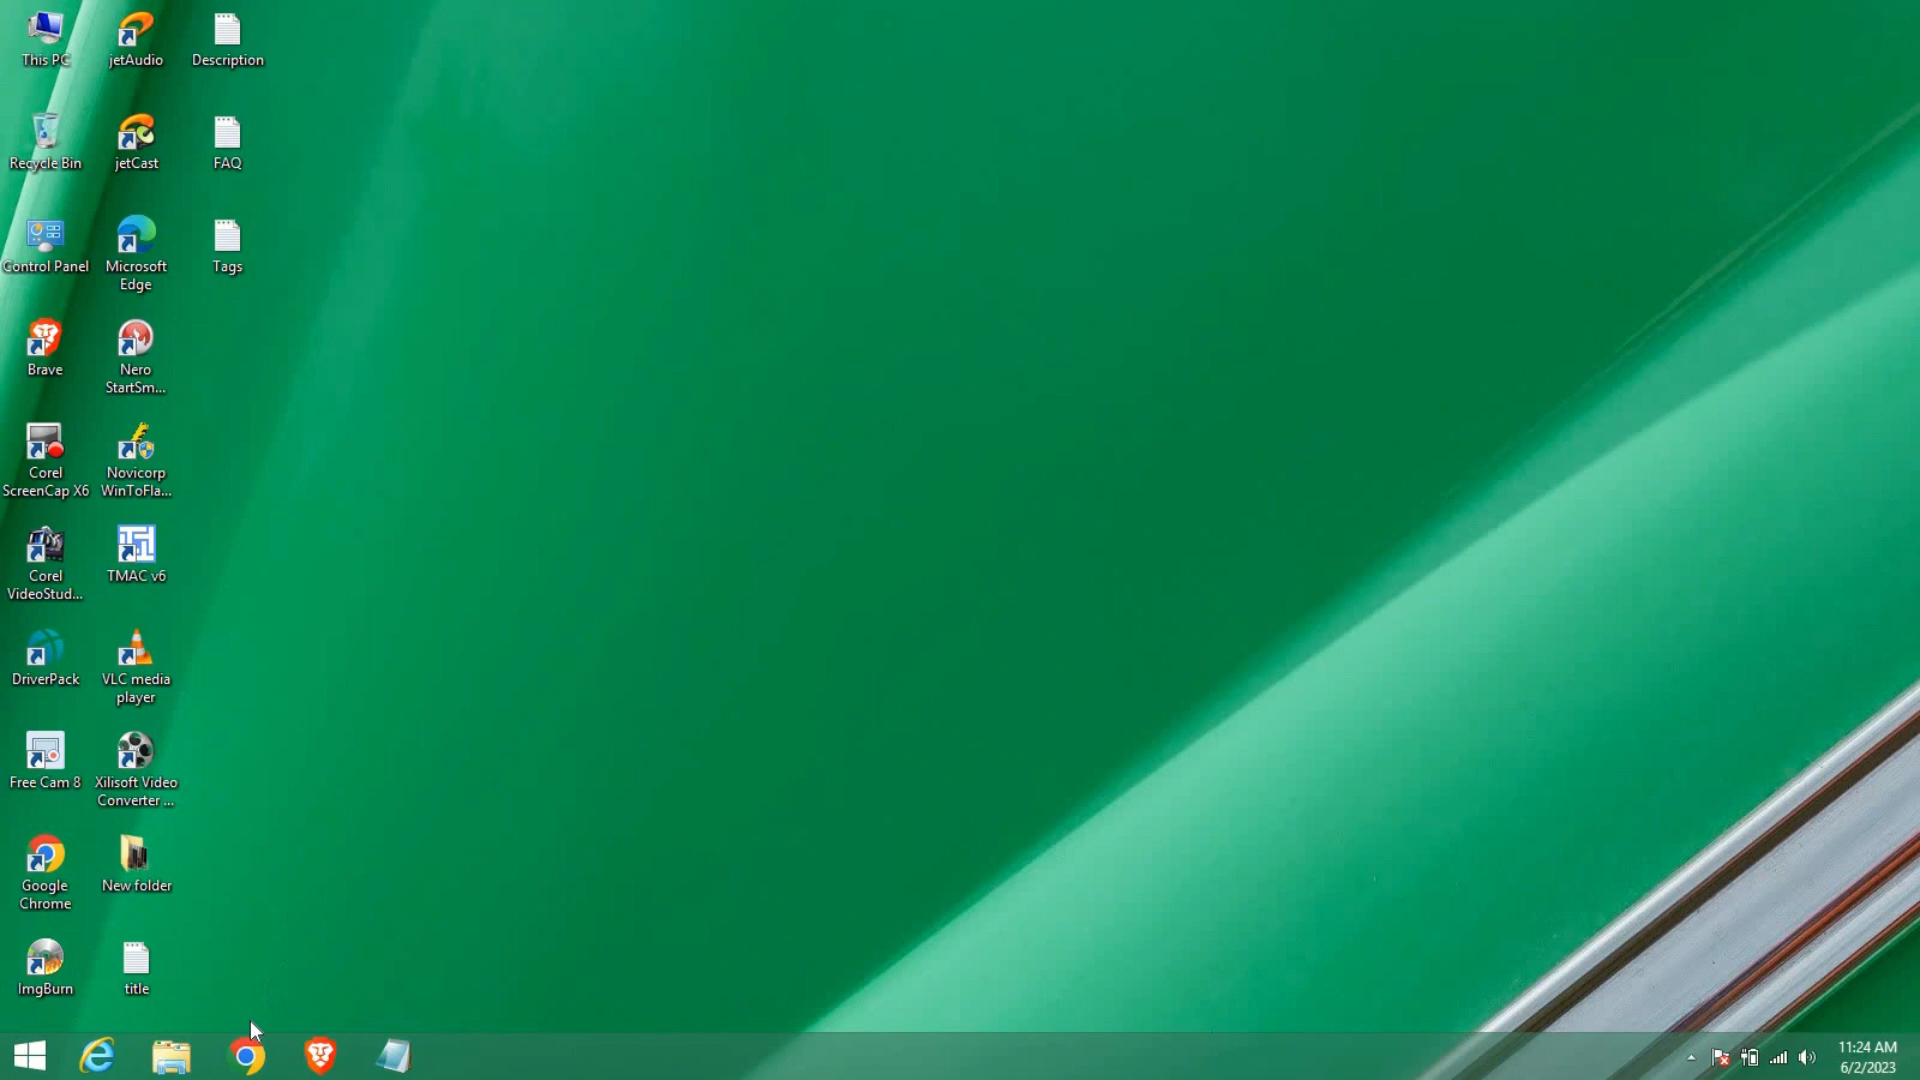 This PC
jetAudio
Description
Recycle Bin
jetCast
FAQ
Control Panel
Microsoft
Edge
Tags
Brave
Nero
StartSm...
Corel
ScreenCap X6
Novicorp
WinToFla...
Corel
VideoStud...
TMAC v6
DriverPack
VLC media
player
Free Cam 8
Xilisoft Video
Converter ...
Google
Chrome
New folder
ImgBurn
title
11:24 AM
6/2/2023